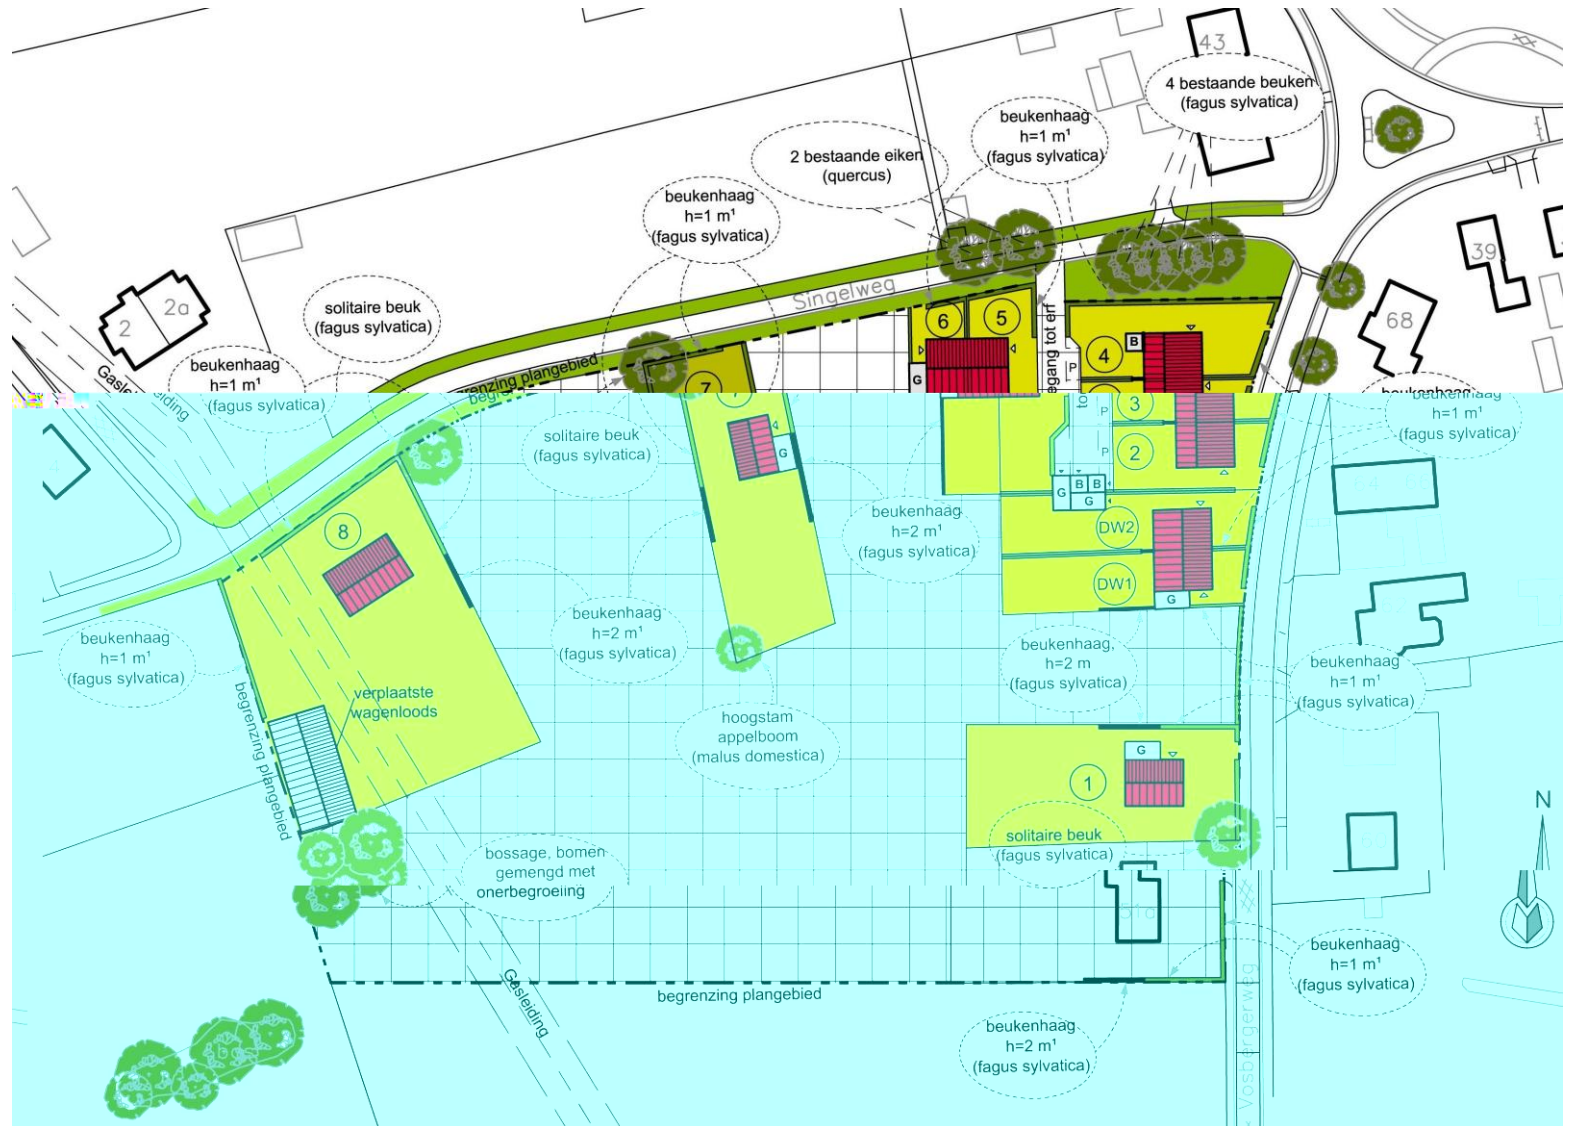 43
4 bestaande beuken
(fagus sylvatica)
beukenhaag
h=1 m¹
(fagus sylvatica)
2 bestaande eiken
(quercus)
beukenhaag
h=1 m¹
(fagus sylvatica)
39
2a
2
solitaire beuk
(fagus sylvatica)
Singelweg
68
6
5
4
B
P
G
beukenhaag
h=1 m¹
(fagus sylvatica)
7
3
P
beukenhaag
h=1 m¹
(fagus sylvatica)
solitaire beuk
(fagus sylvatica)
G
2
P
G
B
B
G
8
beukenhaag
h=2 m¹
(fagus sylvatica)
DW2
DW1
G
beukenhaag
h=2 m¹
(fagus sylvatica)
beukenhaag
h=1 m¹
(fagus sylvatica)
beukenhaag,
h=2 m
(fagus sylvatica)
beukenhaag
h=1 m¹
(fagus sylvatica)
begrenzing plangebied
verplaatste
wagenloods
hoogstam
appelboom
(malus domestica)
G
1
N
solitaire beuk
(fagus sylvatica)
bossage, bomen
gemengd met
onerbegroeiing
beukenhaag
h=1 m¹
(fagus sylvatica)
Gasleiding
begrenzing plangebied
Vosbergerweg
beukenhaag
h=2 m¹
(fagus sylvatica)